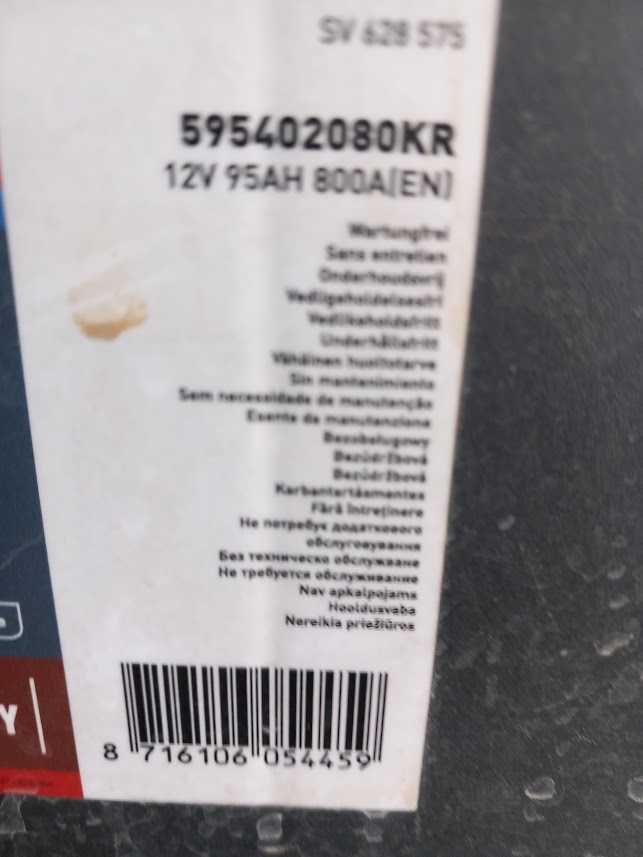 SV 628 575
595402080KR
12V 95AH 800A(EN)
Wartungfrei
Sans entretien
Onderhoudsvrij
Vedligeholdelsesfri
Vedlikeholdsfritt
Underhållsfritt
Vähäinen huoltotarve
Sin mantenimiento
Sem necessidade de manutenção
Esente da manutenzione
Bezobsługowy
Bezúdržbová
Bezúdržbová
Karbantartásmentes
Fără întreţinere
Не потребує додаткового
обслуговування
Без техническо обслужване
Не требуется обслуживание
Nav apkalpojams
Hooldusvaba
Nereikia priežiūros
Y
8 716106 054459